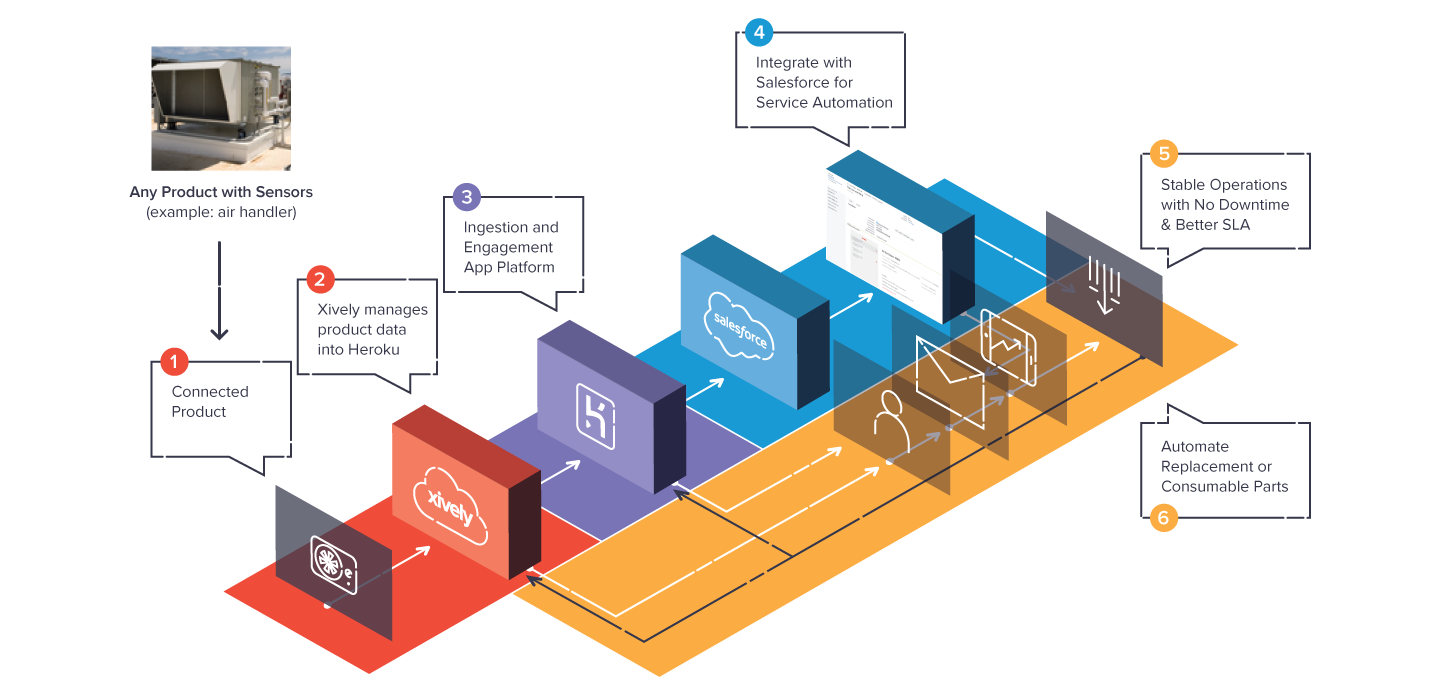 Any Product with Sensors
(example: air handler)
1
Connected
Product
2
Xively manages
product data
into Heroku
3
Ingestion and
Engagement
App Platform
4
Integrate with
Salesforce for
Service Automation
5
Stable Operations
with No Downtime
& Better SLA
Automate
Replacement or
Consumable Parts
6
xively
salesforce